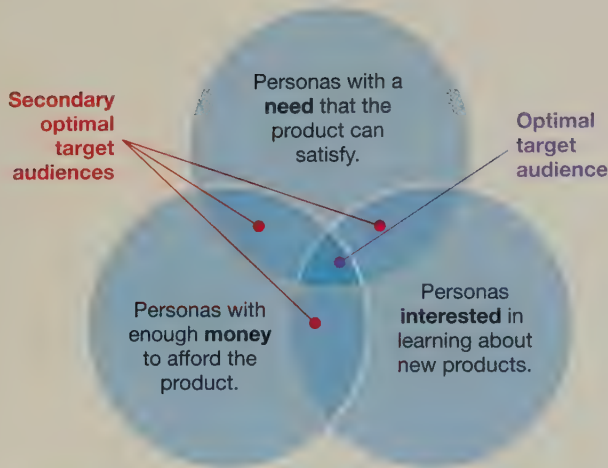 Personas with a
need that the
product can
satisfy.
Secondary
optimal
target
audiences
Optimal
target
audience
Personas with
enough money
to afford the
product.
Personas
interested in
learning about
new products.